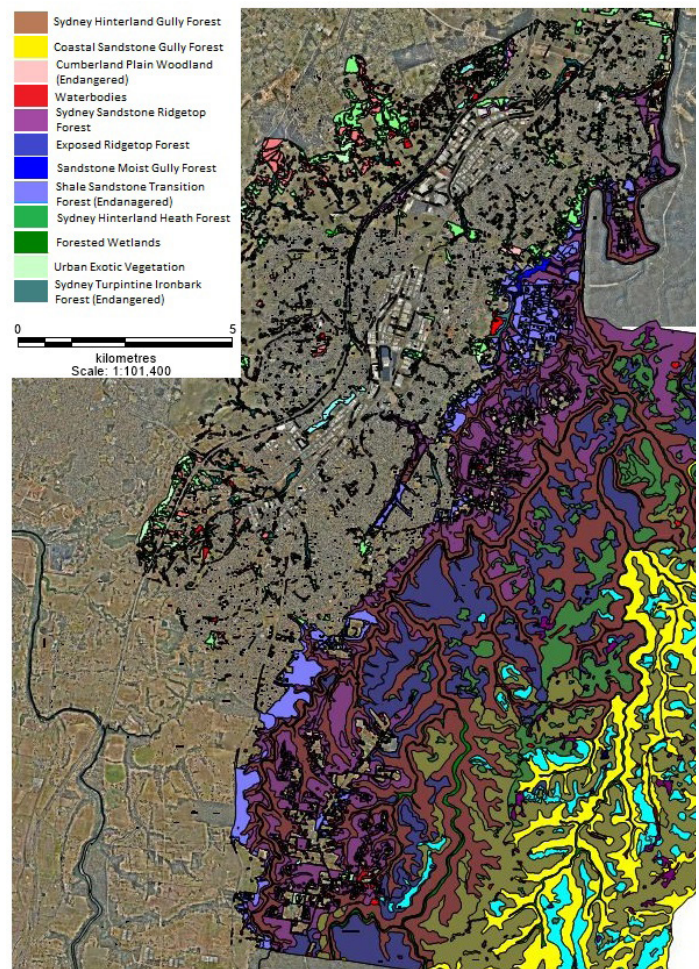 Sydney Hinterland Gully Forest
Coastal Sandstone Gully Forest
Cumberland Plain Woodland
(Endangered)
Waterbodies
Sydney Sandstone Ridgetop
Forest
Exposed Ridgetop Forest
Sandstone Moist Gully Forest
Shale Sandstone Transition
Forest (Endanagered)
Sydney Hinterland Heath Forest
Forested Wetlands
Urban Exotic Vegetation
Sydney Turpintine Ironbark
Forest (Endangered)
0 5
kilometres
Scale: 1:101,400